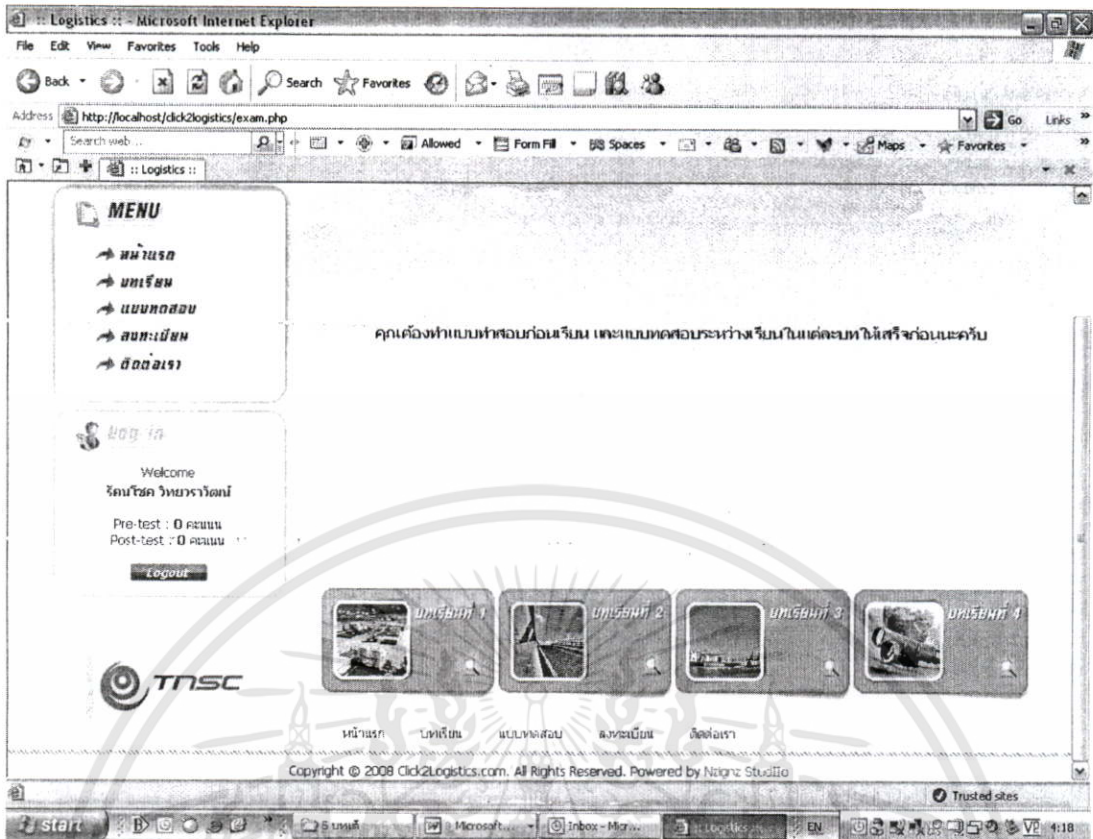 :: Logistics :: - Microsoft Internet Explorer
File Edit View Favorites Tools Help
Back Search Favorites
Address http://localhost/click2logistics/exam.php Go Links »
Search web... Allowed Form Fill Spaces Maps Favorites »
:: Logistics ::
MENU
หน้าแรก
บทเรียน
แบบทดสอบ
ลงทะเบียน
ติดต่อเรา
คุณต้องทำแบบทำสอบก่อนเรียน และแบบทดสอบระหว่างเรียนในแต่ละบทให้เสร็จก่อนนะครับ
Log-in
Welcome
รัตนโชค วิทยวราวัฒน์
Pre-test : 0 คะแนน
Post-test : 0 คะแนน
Logout
บทเรียนที่ 1 บทเรียนที่ 2 บทเรียนที่ 3 บทเรียนที่ 4
TNSC
หน้าแรก บทเรียน แบบทดสอบ ลงทะเบียน ติดต่อเรา
Copyright © 2008 Click2Logistics.com. All Rights Reserved. Powered by
Trusted sites
start » Microsoft... Inbox - Micr... :: Logistics :: EN 4:18